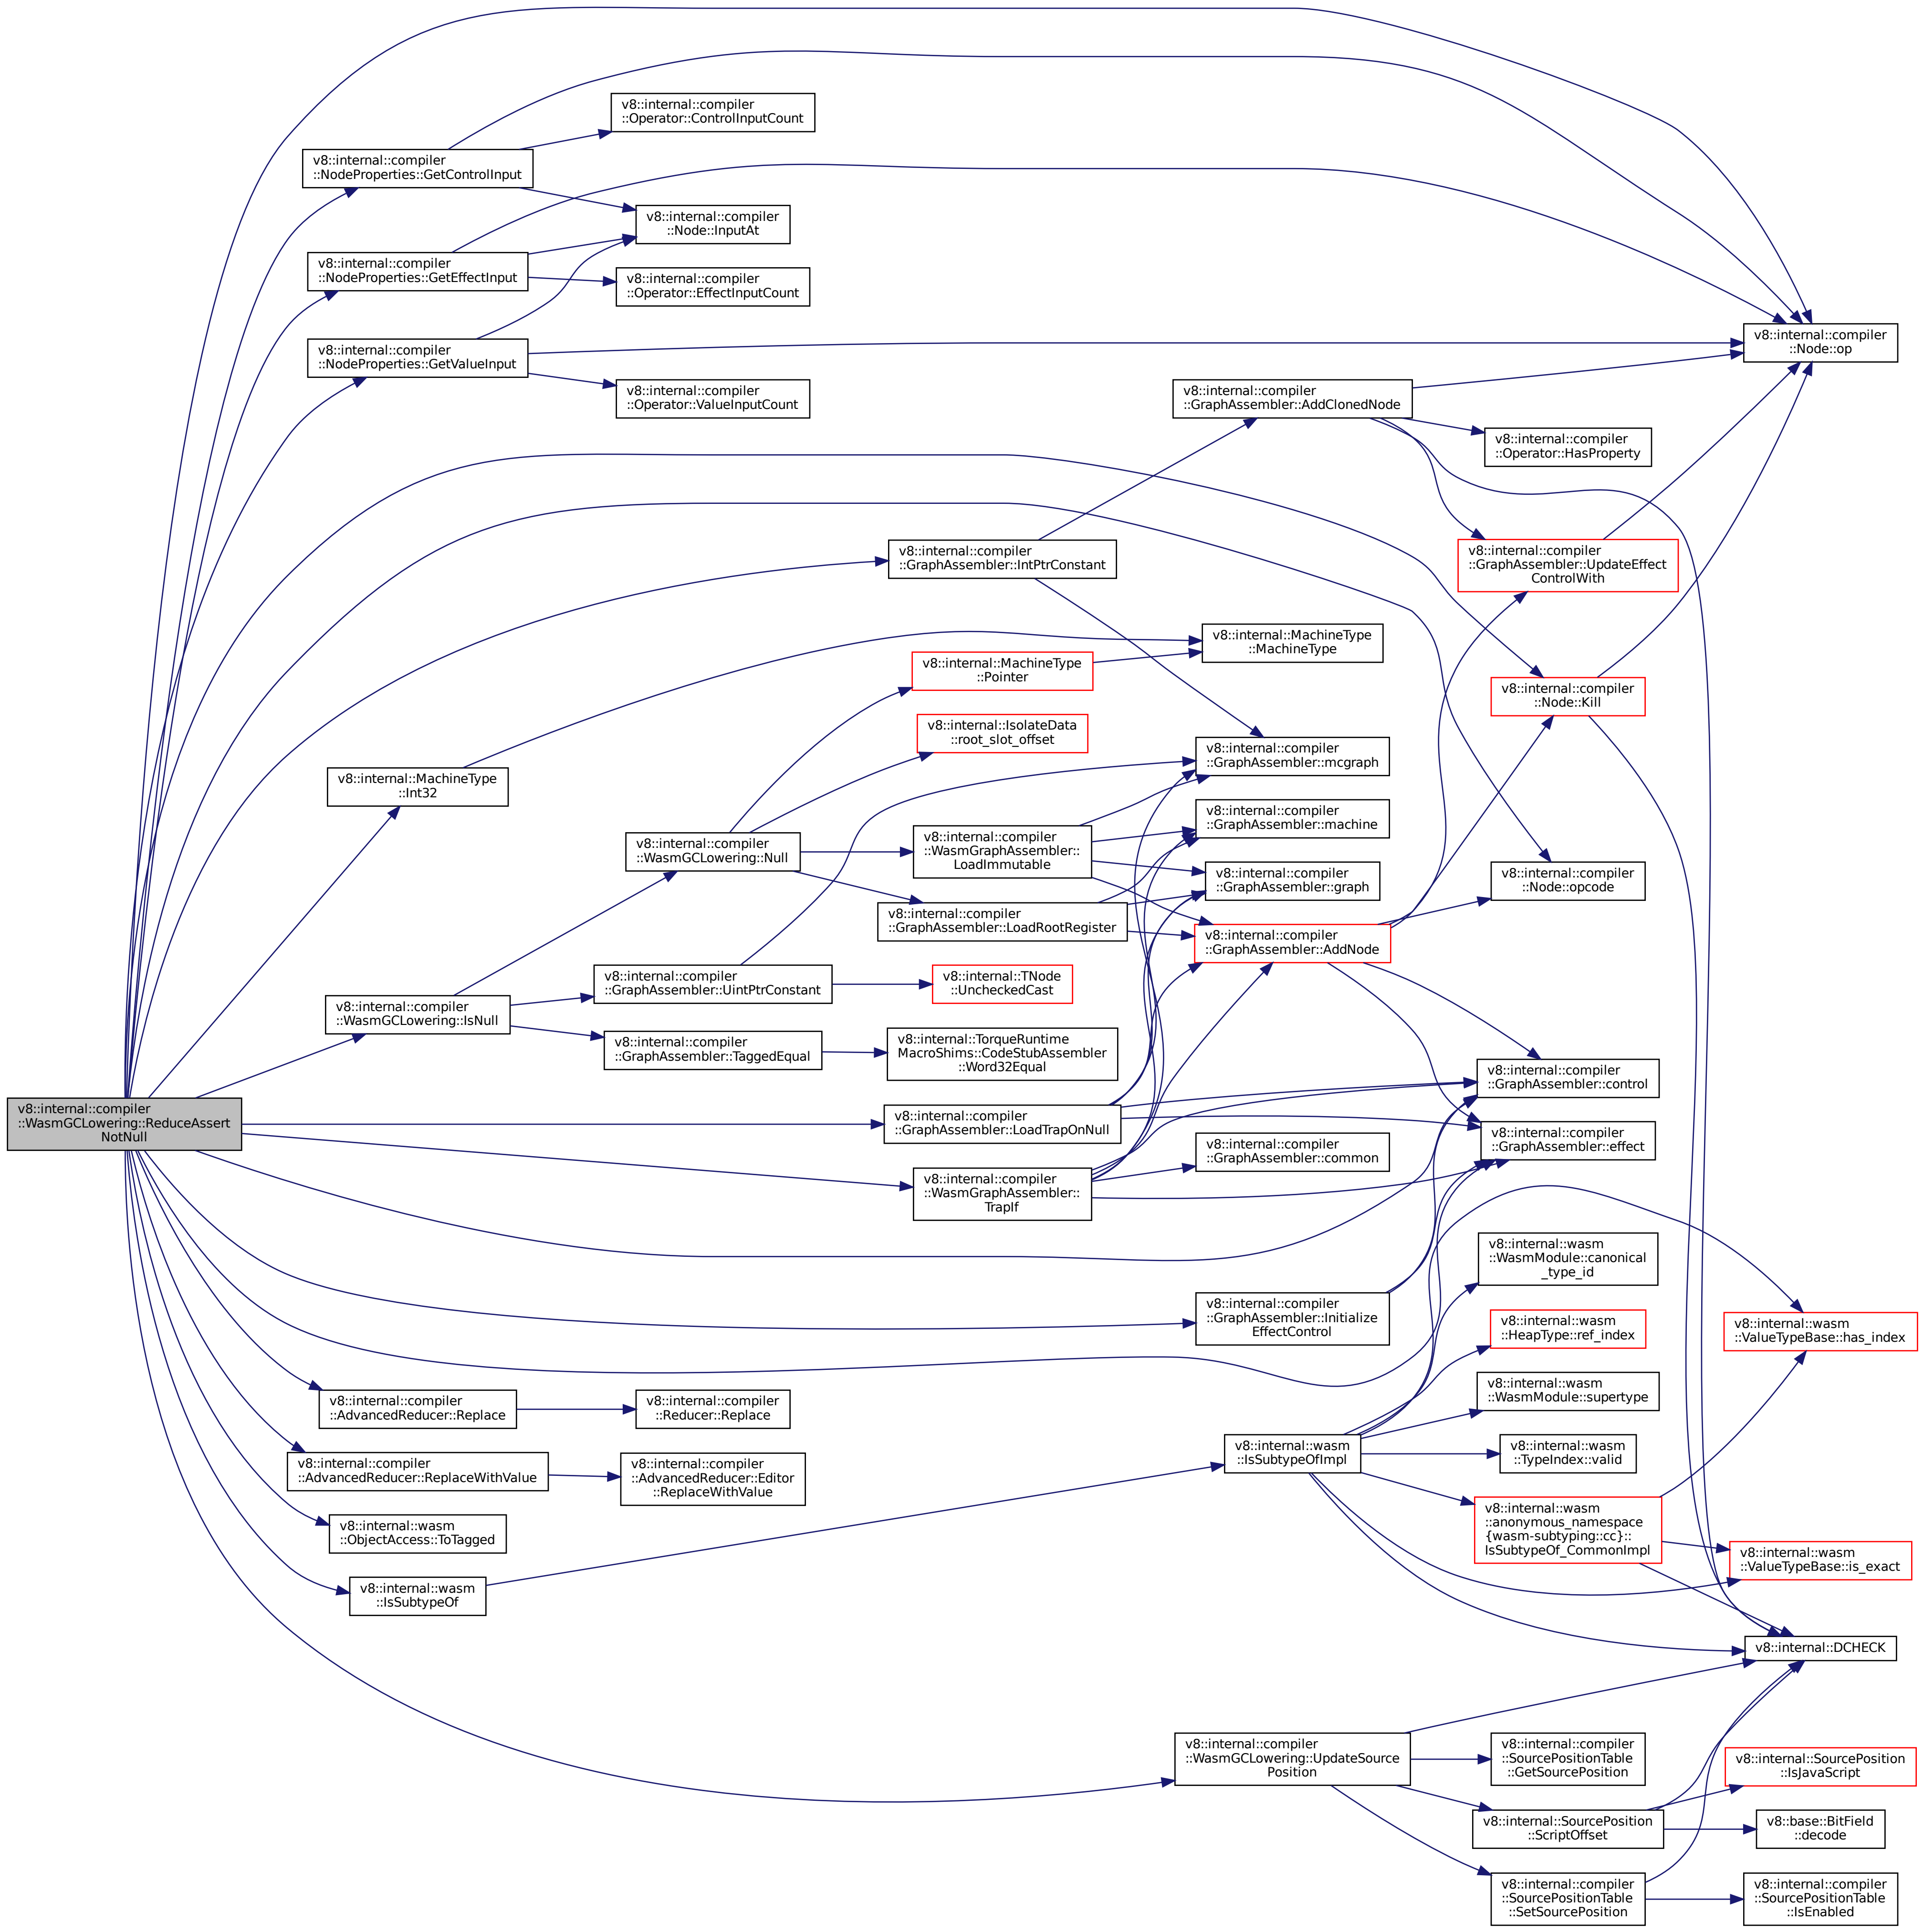 v8::internal::compiler
::WasmGCLowering::ReduceAssert
NotNull
v8::internal::compiler
::NodeProperties::GetControlInput
v8::internal::compiler
::NodeProperties::GetEffectInput
v8::internal::compiler
::NodeProperties::GetValueInput
v8::internal::MachineType
::Int32
v8::internal::compiler
::WasmGCLowering::IsNull
v8::internal::compiler
::AdvancedReducer::Replace
v8::internal::compiler
::AdvancedReducer::ReplaceWithValue
v8::internal::wasm
::ObjectAccess::ToTagged
v8::internal::wasm
::IsSubtypeOf
v8::internal::compiler
::Operator::ControlInputCount
v8::internal::compiler
::Node::InputAt
v8::internal::compiler
::Operator::EffectInputCount
v8::internal::compiler
::Operator::ValueInputCount
v8::internal::compiler
::WasmGCLowering::Null
v8::internal::compiler
::GraphAssembler::UintPtrConstant
v8::internal::compiler
::GraphAssembler::TaggedEqual
v8::internal::compiler
::Reducer::Replace
v8::internal::compiler
::AdvancedReducer::Editor
::ReplaceWithValue
v8::internal::compiler
::GraphAssembler::IntPtrConstant
v8::internal::MachineType
::Pointer
v8::internal::IsolateData
::root_slot_offset
v8::internal::compiler
::WasmGraphAssembler::
LoadImmutable
v8::internal::compiler
::GraphAssembler::LoadRootRegister
v8::internal::TNode
::UncheckedCast
v8::internal::TorqueRuntime
MacroShims::CodeStubAssembler
::Word32Equal
v8::internal::compiler
::GraphAssembler::LoadTrapOnNull
v8::internal::compiler
::WasmGraphAssembler::
TrapIf
v8::internal::compiler
::GraphAssembler::AddClonedNode
v8::internal::MachineType
::MachineType
v8::internal::compiler
::GraphAssembler::mcgraph
v8::internal::compiler
::GraphAssembler::machine
v8::internal::compiler
::GraphAssembler::graph
v8::internal::compiler
::GraphAssembler::AddNode
v8::internal::compiler
::GraphAssembler::common
v8::internal::compiler
::GraphAssembler::Initialize
EffectControl
v8::internal::wasm
::IsSubtypeOfImpl
v8::internal::compiler
::WasmGCLowering::UpdateSource
Position
v8::internal::compiler
::Operator::HasProperty
v8::internal::compiler
::GraphAssembler::UpdateEffect
ControlWith
v8::internal::compiler
::Node::Kill
v8::internal::compiler
::Node::opcode
v8::internal::compiler
::GraphAssembler::control
v8::internal::compiler
::GraphAssembler::effect
v8::internal::wasm
::WasmModule::canonical
_type_id
v8::internal::wasm
::HeapType::ref_index
v8::internal::wasm
::WasmModule::supertype
v8::internal::wasm
::TypeIndex::valid
v8::internal::wasm
::anonymous_namespace
{wasm-subtyping::cc}::
IsSubtypeOf_CommonImpl
v8::internal::compiler
::SourcePositionTable
::GetSourcePosition
v8::internal::SourcePosition
::ScriptOffset
v8::internal::compiler
::SourcePositionTable
::SetSourcePosition
v8::internal::compiler
::Node::op
v8::internal::wasm
::ValueTypeBase::has_index
v8::internal::wasm
::ValueTypeBase::is_exact
v8::internal::DCHECK
v8::internal::SourcePosition
::IsJavaScript
v8::base::BitField
::decode
v8::internal::compiler
::SourcePositionTable
::IsEnabled